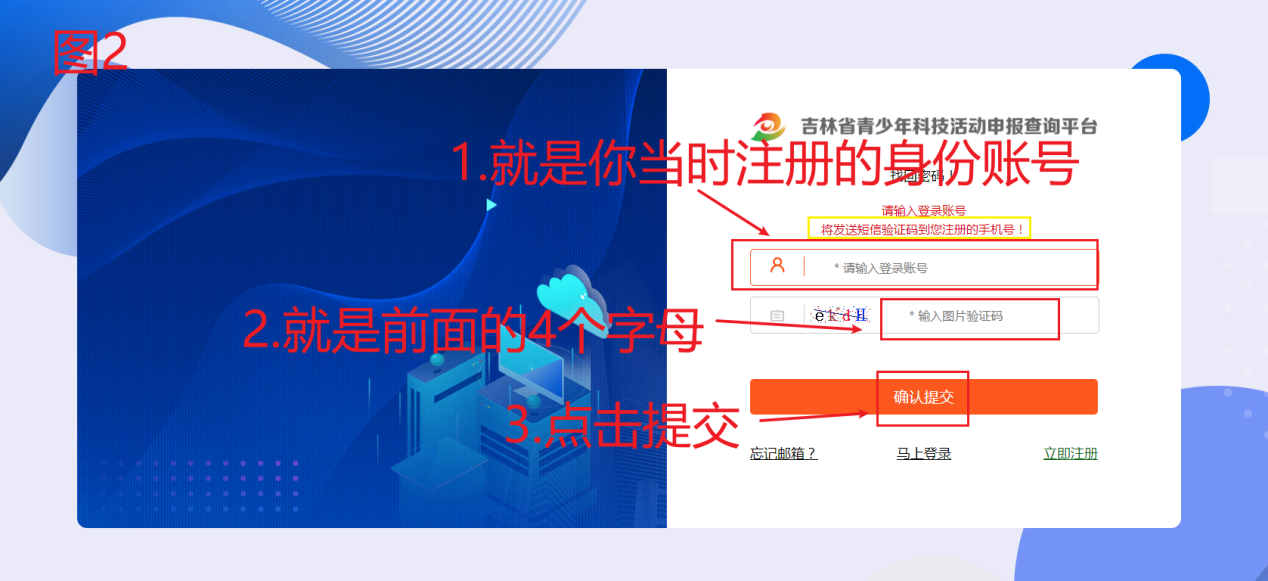 图2
吉林省青少年科技活动申报查询平台
1.就是你当时注册的身份账号
找回密码！
请输入登录账号
将发送短信验证码到您注册的手机号！
* 请输入登录账号
2.就是前面的4个字母
* 输入图片验证码
确认提交
3.点击提交
忘记邮箱？ 马上登录 立即注册